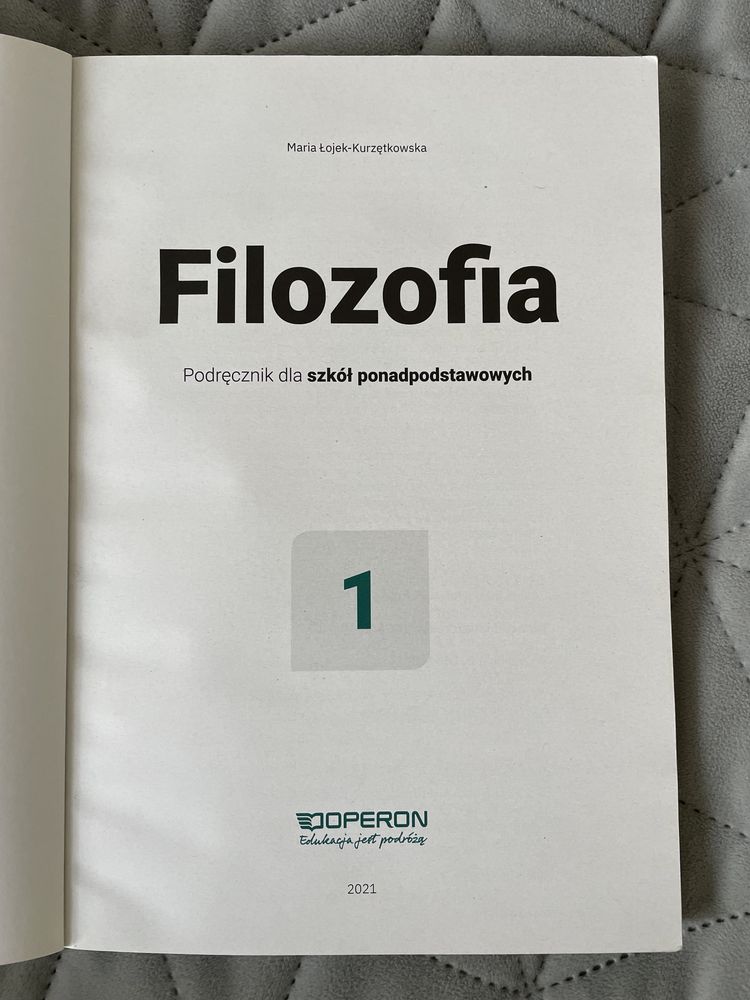 Maria Łojek-Kurzętkowska
Filozofia
Podręcznik dla szkół ponadpodstawowych
1
OPERON
Edukacja jest podróżą
2021